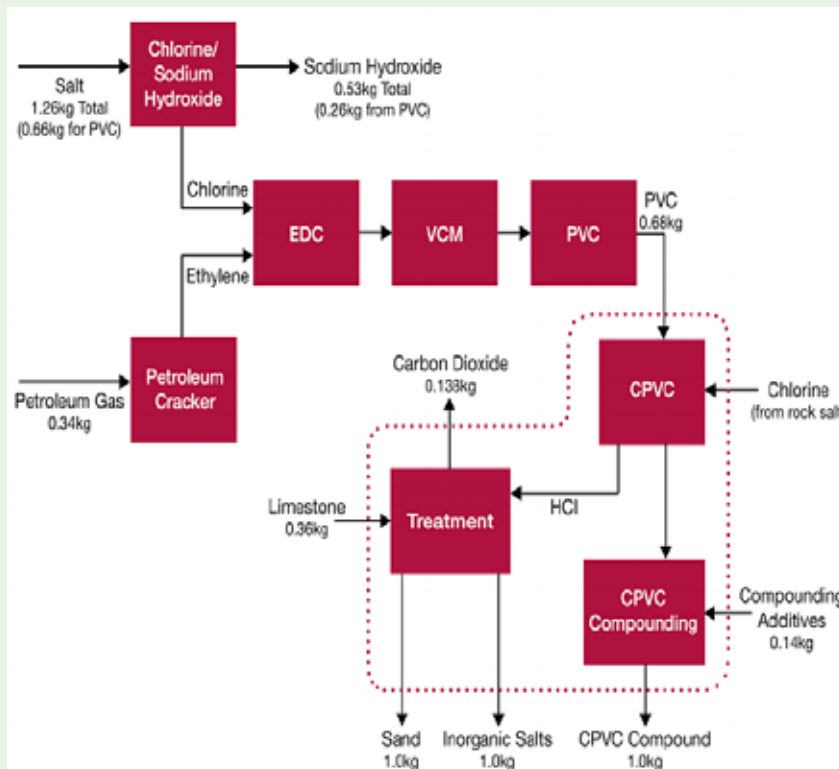 Chlorine/
Sodium
Hydroxide
Salt
1.26kg Total
(0.66kg for PVC)
Sodium Hydroxide
0.53kg Total
(0.26kg from PVC)
Chlorine
EDC
VCM
PVC
PVC
0.68kg
Ethylene
Petroleum
Cracker
Petroleum Gas
0.34kg
Carbon Dioxide
0.138kg
CPVC
Chlorine
(from rock salt
Limestone
0.36kg
Treatment
HCl
CPVC
Compounding
Compounding
Additives
0.14kg
Sand
1.0kg
Inorganic Salts
1.0kg
CPVC Compound
1.0kg